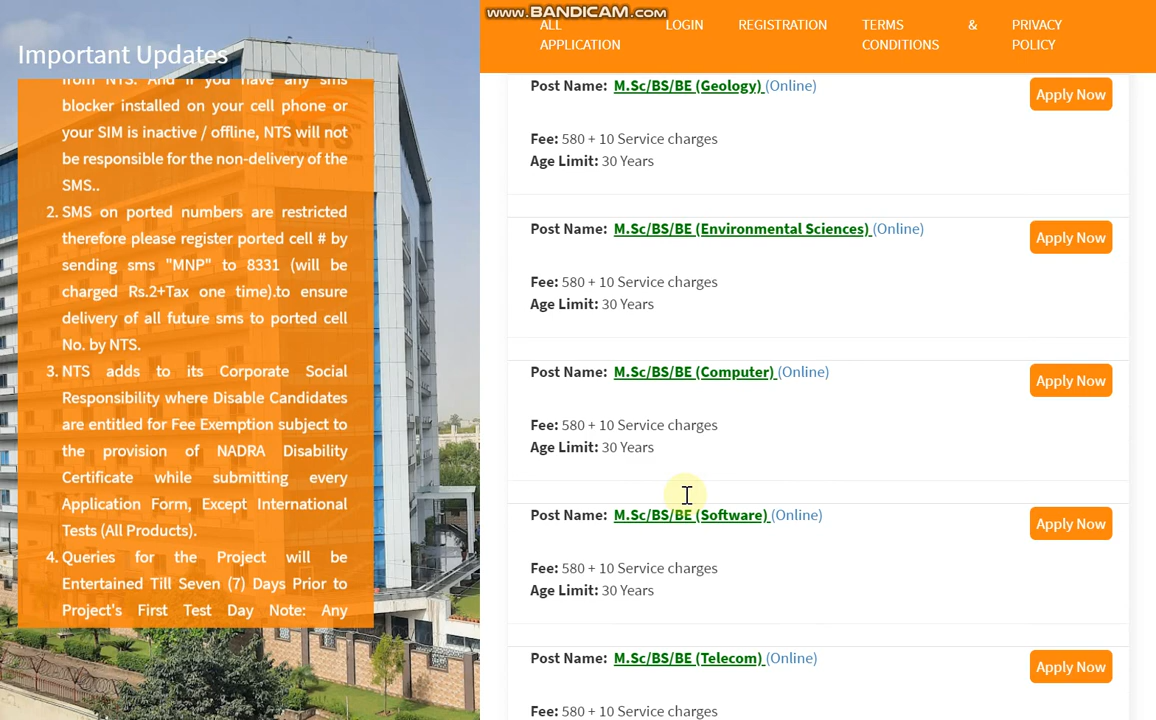 www.BANDICAM.com
ALL APPLICATION
LOGIN
REGISTRATION
TERMS & CONDITIONS
PRIVACY POLICY
Important Updates
from NTS. And if you have any sms
blocker installed on your cell phone or
your SIM is inactive / offline, NTS will not
be responsible for the non-delivery of the
SMS..
2. SMS on ported numbers are restricted
therefore please register ported cell # by
sending sms "MNP" to 8331 (will be
charged Rs.2+Tax one time).to ensure
delivery of all future sms to ported cell
No. by NTS.
3. NTS adds to its Corporate Social
Responsibility where Disable Candidates
are entitled for Fee Exemption subject to
the provision of NADRA Disability
Certificate while submitting every
Application Form, Except International
Tests (All Products).
4. Queries for the Project will be
Entertained Till Seven (7) Days Prior to
Project's First Test Day Note: Any
NTS
Post Name: M.Sc/BS/BE (Geology) (Online)
Apply Now
Fee: 580 + 10 Service charges
Age Limit: 30 Years
Post Name: M.Sc/BS/BE (Environmental Sciences) (Online)
Apply Now
Fee: 580 + 10 Service charges
Age Limit: 30 Years
Post Name: M.Sc/BS/BE (Computer) (Online)
Apply Now
Fee: 580 + 10 Service charges
Age Limit: 30 Years
Post Name: M.Sc/BS/BE (Software) (Online)
Apply Now
Fee: 580 + 10 Service charges
Age Limit: 30 Years
Post Name: M.Sc/BS/BE (Telecom) (Online)
Apply Now
Fee: 580 + 10 Service charges